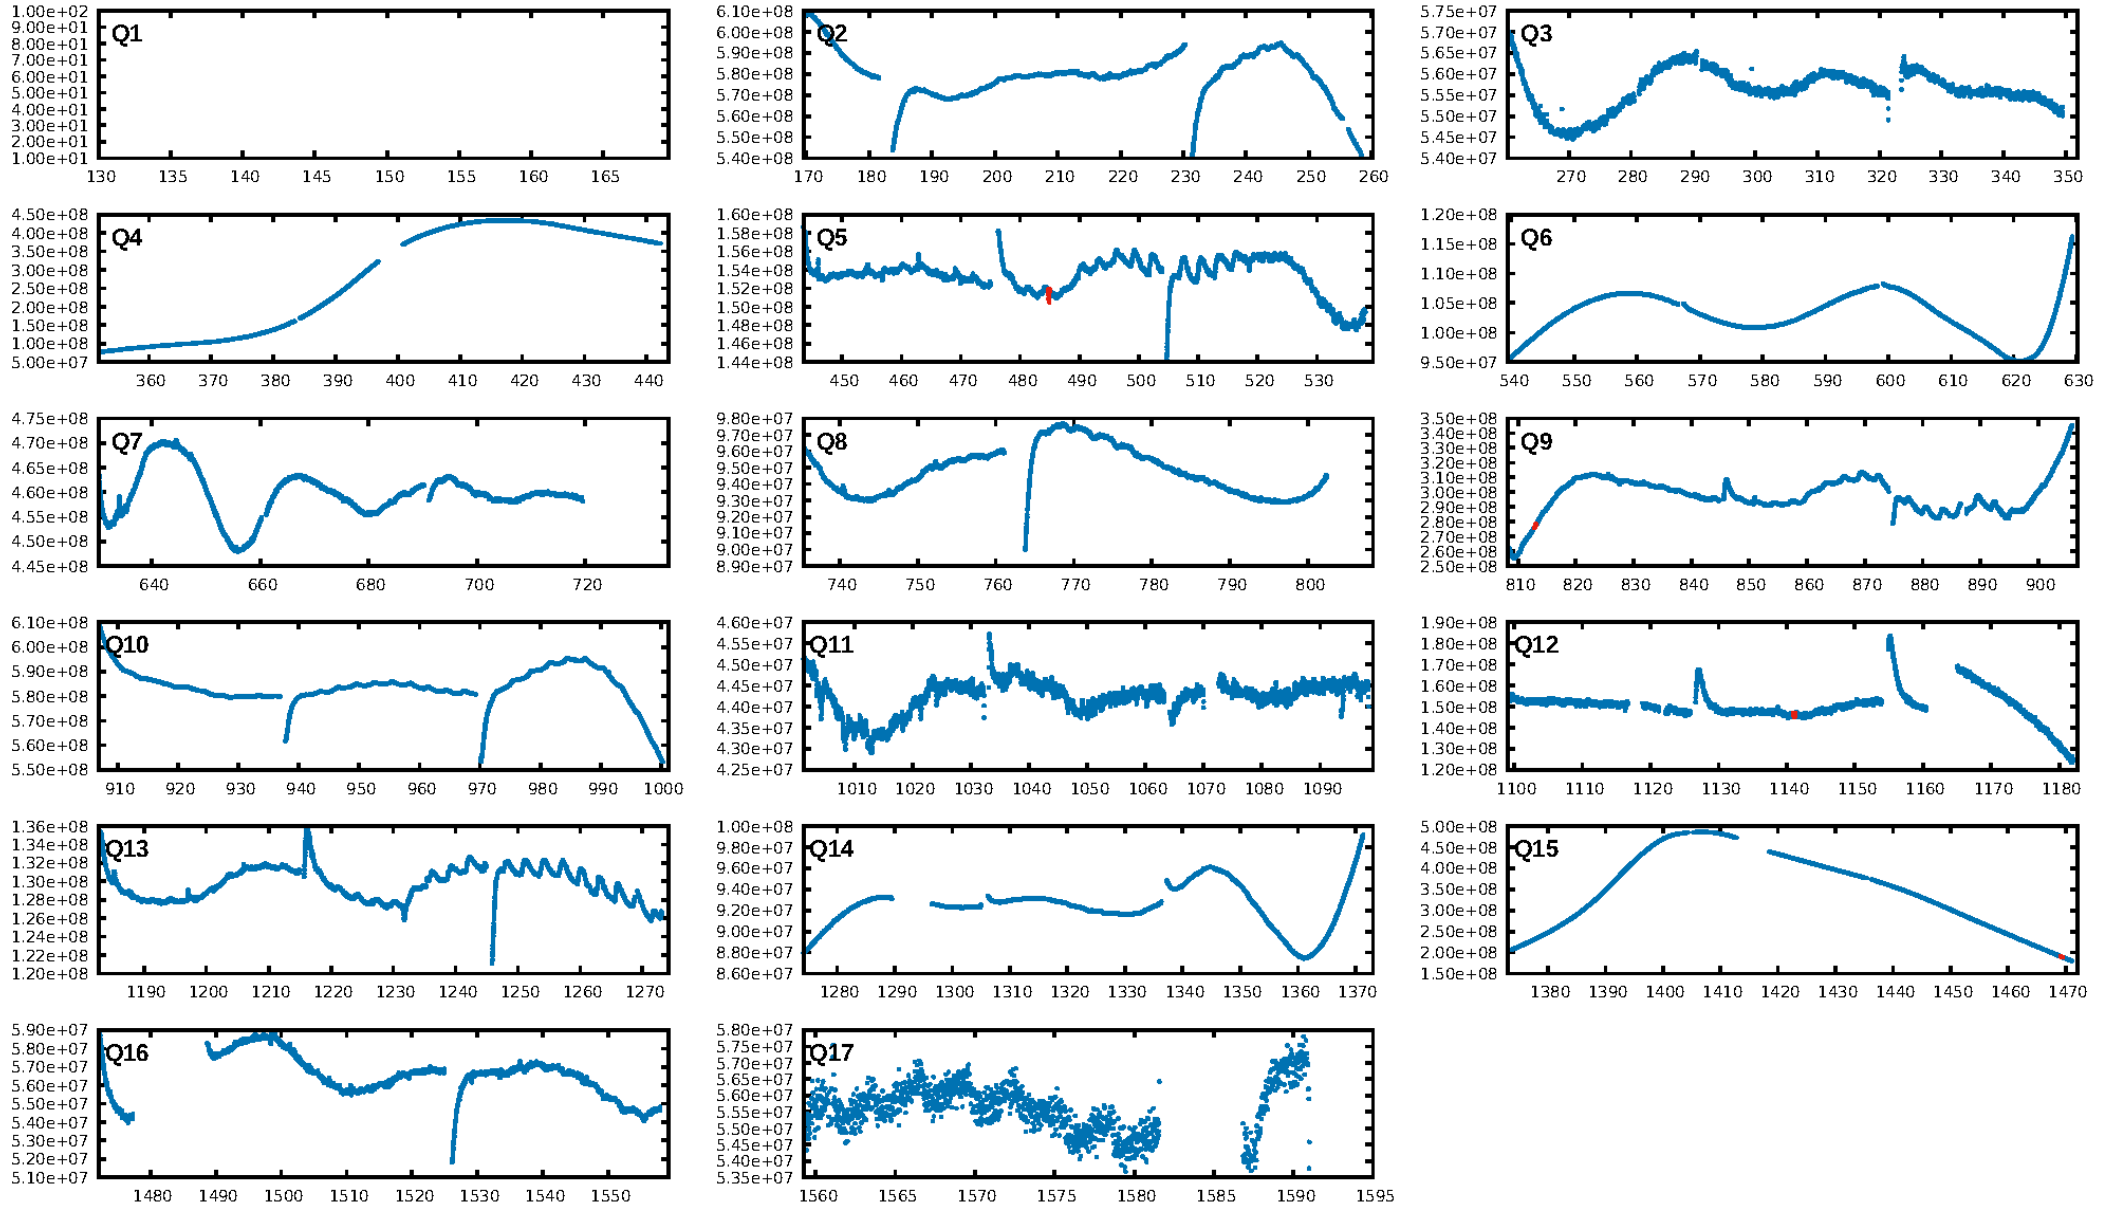 Q1
1.00e+02
9.00e+01
8.00e+01
7.00e+01
6.00e+01
5.00e+01
4.00e+01
3.00e+01
2.00e+01
1.00e+01
130 135 140 145 150 155 160 165
Q2
6.10e+08
6.00e+08
5.90e+08
5.80e+08
5.70e+08
5.60e+08
5.50e+08
5.40e+08
170 180 190 200 210 220 230 240 250 260
Q3
5.75e+07
5.70e+07
5.65e+07
5.60e+07
5.55e+07
5.50e+07
5.45e+07
5.40e+07
270 280 290 300 310 320 330 340 350
Q4
4.50e+08
4.00e+08
3.50e+08
3.00e+08
2.50e+08
2.00e+08
1.50e+08
1.00e+08
5.00e+07
360 370 380 390 400 410 420 430 440
Q5
1.60e+08
1.58e+08
1.56e+08
1.54e+08
1.52e+08
1.50e+08
1.48e+08
1.46e+08
1.44e+08
450 460 470 480 490 500 510 520 530
Q6
1.20e+08
1.15e+08
1.10e+08
1.05e+08
1.00e+08
9.50e+07
540 550 560 570 580 590 600 610 620 630
Q7
4.75e+08
4.70e+08
4.65e+08
4.60e+08
4.55e+08
4.50e+08
4.45e+08
640 660 680 700 720
Q8
9.80e+07
9.70e+07
9.60e+07
9.50e+07
9.40e+07
9.30e+07
9.20e+07
9.10e+07
9.00e+07
8.90e+07
740 750 760 770 780 790 800
Q9
3.50e+08
3.40e+08
3.30e+08
3.20e+08
3.10e+08
3.00e+08
2.90e+08
2.80e+08
2.70e+08
2.60e+08
2.50e+08
810 820 830 840 850 860 870 880 890 900
Q10
6.10e+08
6.00e+08
5.90e+08
5.80e+08
5.70e+08
5.60e+08
5.50e+08
910 920 930 940 950 960 970 980 990 1000
Q11
4.60e+07
4.55e+07
4.50e+07
4.45e+07
4.40e+07
4.35e+07
4.30e+07
4.25e+07
1010 1020 1030 1040 1050 1060 1070 1080 1090
Q12
1.90e+08
1.80e+08
1.70e+08
1.60e+08
1.50e+08
1.40e+08
1.30e+08
1.20e+08
1100 1110 1120 1130 1140 1150 1160 1170 1180
Q13
1.36e+08
1.34e+08
1.32e+08
1.30e+08
1.28e+08
1.26e+08
1.24e+08
1.22e+08
1.20e+08
1190 1200 1210 1220 1230 1240 1250 1260 1270
Q14
1.00e+08
9.80e+07
9.60e+07
9.40e+07
9.20e+07
9.00e+07
8.80e+07
8.60e+07
1280 1290 1300 1310 1320 1330 1340 1350 1360 1370
Q15
5.00e+08
4.50e+08
4.00e+08
3.50e+08
3.00e+08
2.50e+08
2.00e+08
1.50e+08
1380 1390 1400 1410 1420 1430 1440 1450 1460 1470
Q16
5.90e+07
5.80e+07
5.70e+07
5.60e+07
5.50e+07
5.40e+07
5.30e+07
5.20e+07
5.10e+07
1480 1490 1500 1510 1520 1530 1540 1550
Q17
5.80e+07
5.75e+07
5.70e+07
5.65e+07
5.60e+07
5.55e+07
5.50e+07
5.45e+07
5.40e+07
5.35e+07
1560 1565 1570 1575 1580 1585 1590 1595